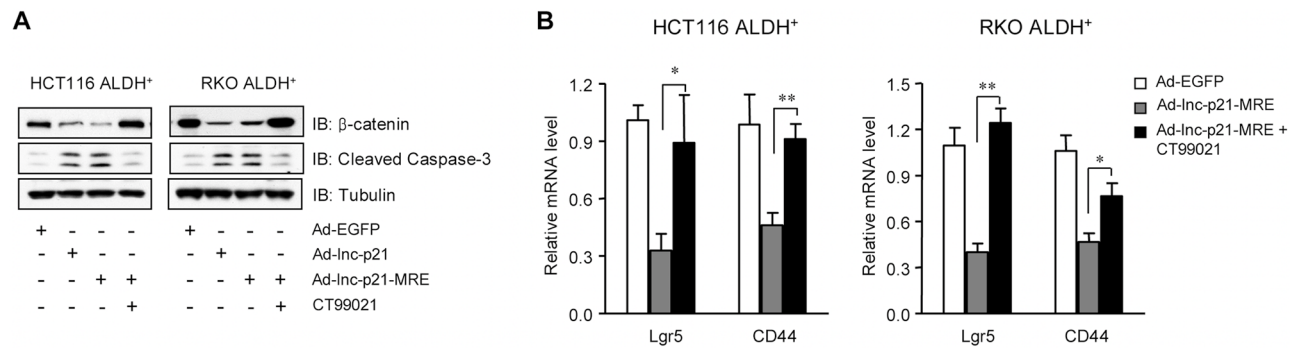 A
HCT116 ALDH+ RKO ALDH+
IB: β-catenin
IB: Cleaved Caspase-3
IB: Tubulin
+ - - - + - - - Ad-EGFP
- + - - - + - - Ad-lnc-p21
- - + + - - + + Ad-lnc-p21-MRE
- - - + - - - + CT99021
B
HCT116 ALDH+
Relative mRNA level
1.2
0.9
0.6
0.3
0.0
* **
Lgr5 CD44
RKO ALDH+
Relative mRNA level
1.5
1.2
0.9
0.6
0.3
0.0
** *
Lgr5 CD44
Ad-EGFP
Ad-lnc-p21-MRE
Ad-lnc-p21-MRE +
CT99021